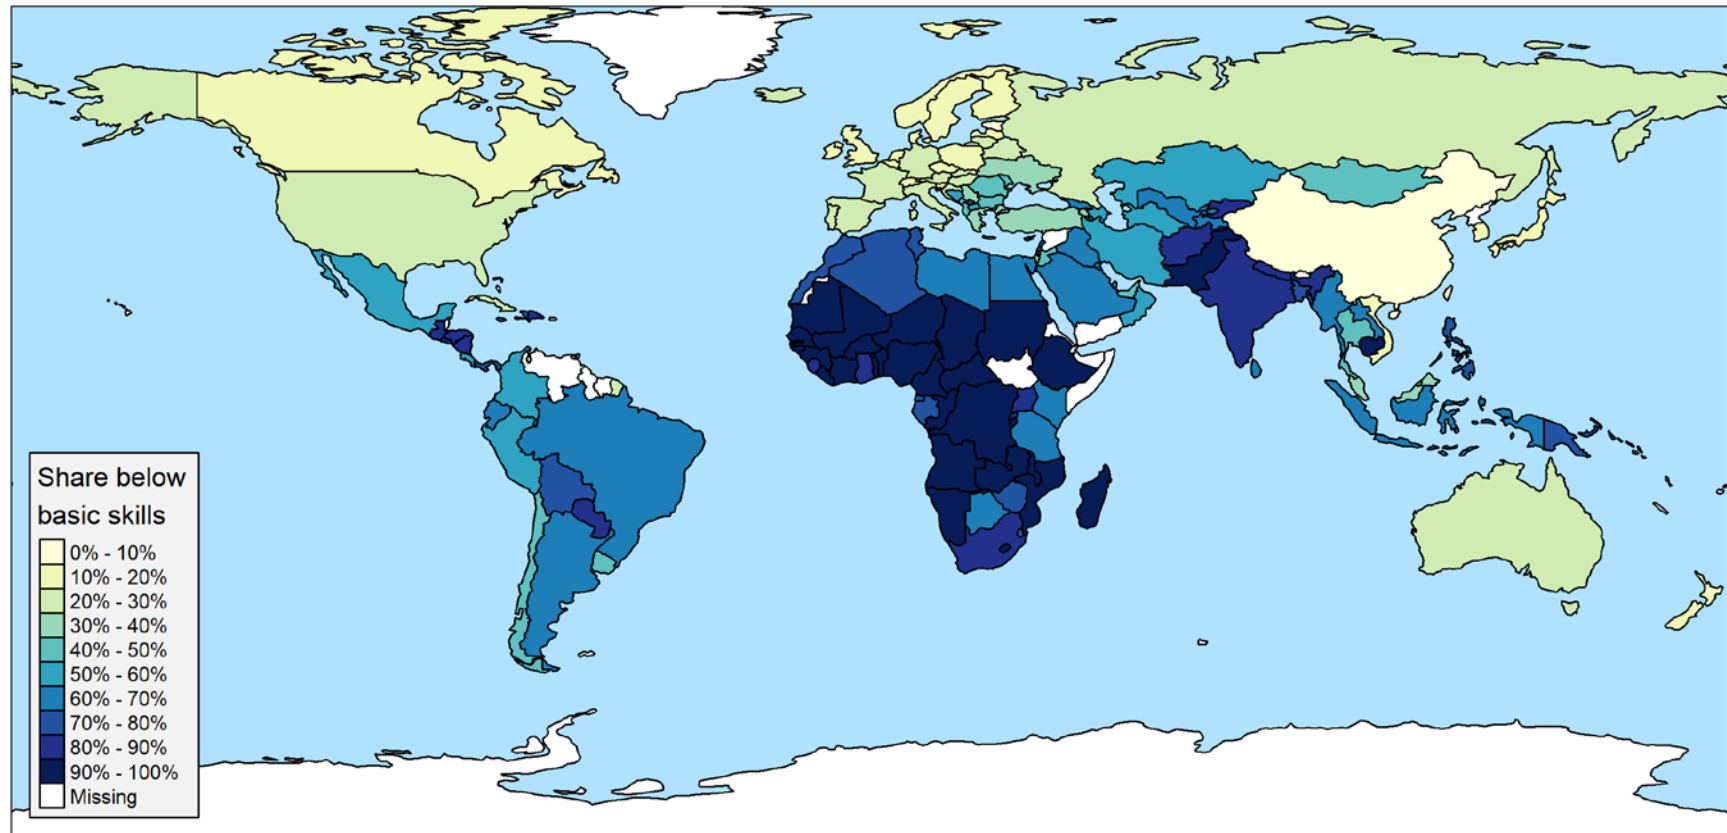 Share below
basic skills
0% - 10%
10% - 20%
20% - 30%
30% - 40%
40% - 50%
50% - 60%
60% - 70%
70% - 80%
80% - 90%
90% - 100%
Missing